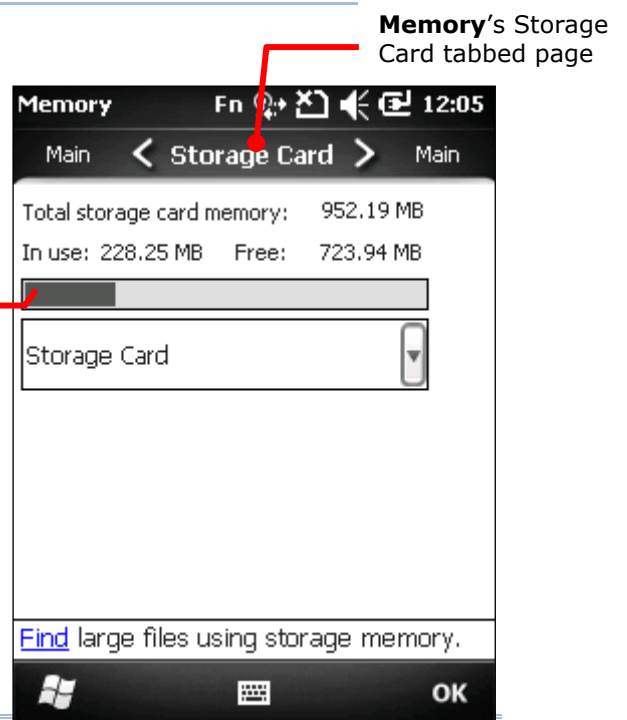 Memory's Storage
Card tabbed page
Memory Fn 12:05
Main < Storage Card > Main
Total storage card memory: 952.19 MB
In use: 228.25 MB Free: 723.94 MB
Storage Card
Find large files using storage memory.
OK